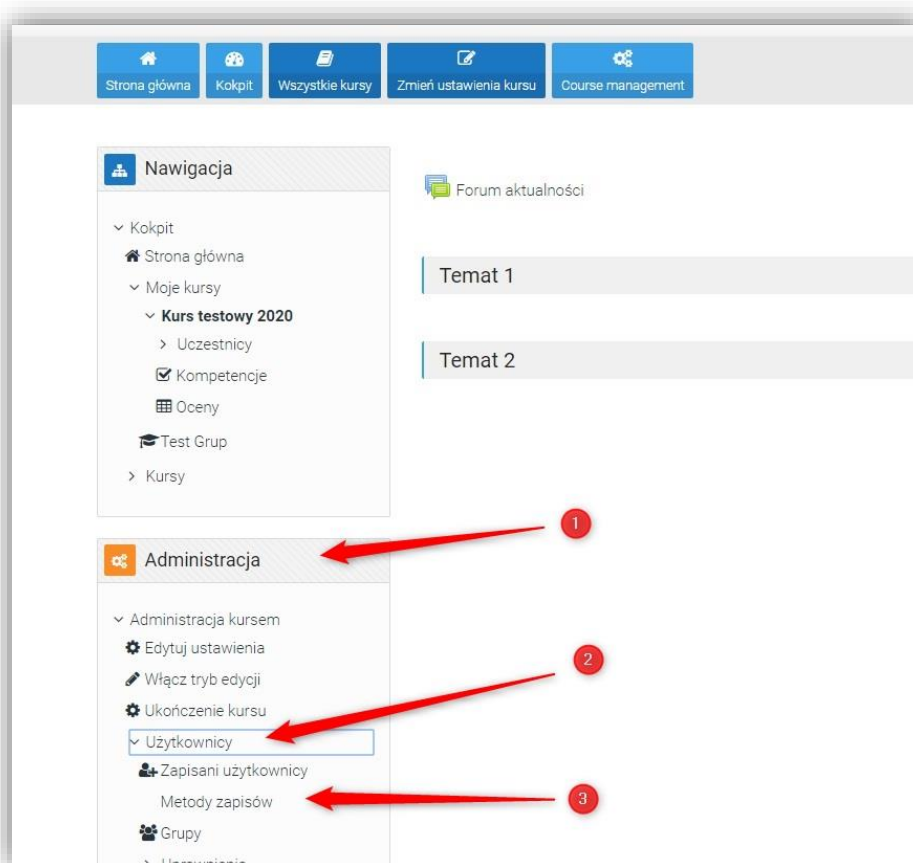 Strona główna
Kokpit
Wszystkie kursy
Zmień ustawienia kursu
Course management
Nawigacja
Kokpit
Strona główna
Moje kursy
Kurs testowy 2020
Uczestnicy
Kompetencje
Oceny
Test Grup
Kursy
Forum aktualności
Temat 1
Temat 2
1
Administracja
Administracja kursem
Edytuj ustawienia
Włącz tryb edycji
Ukończenie kursu
2
Użytkownicy
Zapisani użytkownicy
Metody zapisów
3
Grupy